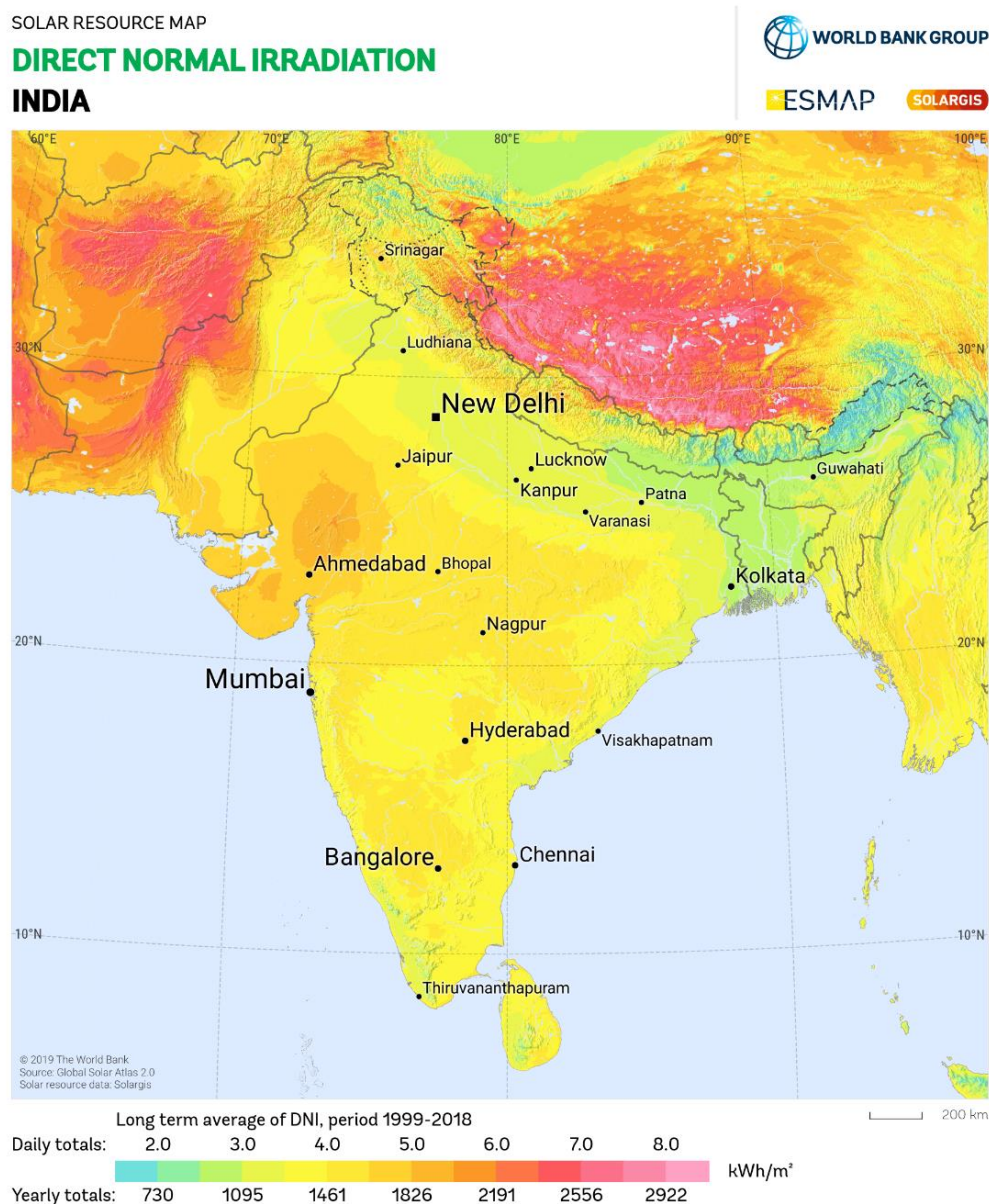 SOLAR RESOURCE MAP
DIRECT NORMAL IRRADIATION
INDIA
WORLD BANK GROUP
ESMAP
SOLARGIS
60°E 70°E 80°E 90°E 100°E
Srinagar
30°N
Ludhiana
30°N
New Delhi
Jaipur
Lucknow
Guwahati
Kanpur
Patna
Varanasi
Ahmedabad
Bhopal
Kolkata
Nagpur
20°N
20°N
Mumbai
Hyderabad
Visakhapatnam
Bangalore
Chennai
10°N
10°N
Thiruvananthapuram
© 2019 The World Bank
Source: Global Solar Atlas 2.0
Solar resource data: Solargis
Long term average of DNI, period 1999-2018
200 km
Daily totals: 2.0 3.0 4.0 5.0 6.0 7.0 8.0
kWh/m²
Yearly totals: 730 1095 1461 1826 2191 2556 2922